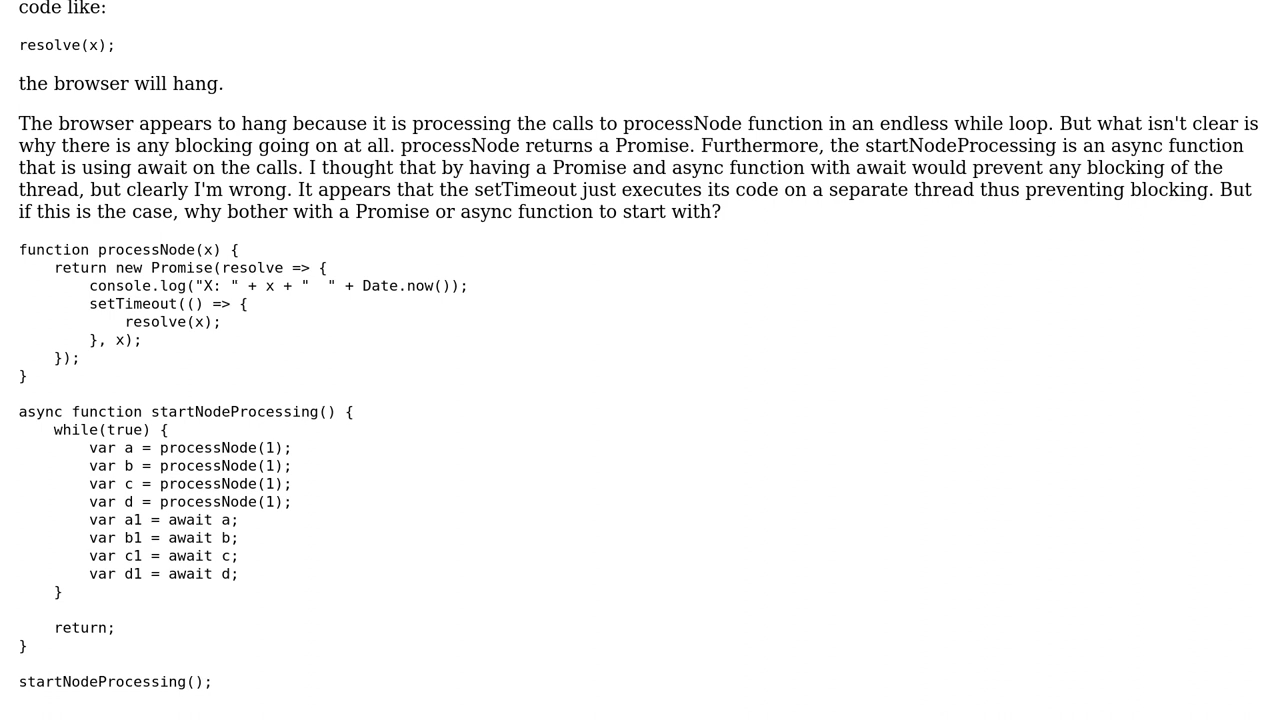 code like:
resolve(x);
the browser will hang.
The browser appears to hang because it is processing the calls to processNode function in an endless while loop. But what isn't clear is
why there is any blocking going on at all. processNode returns a Promise. Furthermore, the startNodeProcessing is an async function
that is using await on the calls. I thought that by having a Promise and async function with await would prevent any blocking of the
thread, but clearly I'm wrong. It appears that the setTimeout just executes its code on a separate thread thus preventing blocking. But
if this is the case, why bother with a Promise or async function to start with?
function processNode(x) {
    return new Promise(resolve => {
        console.log("X: " + x + "  " + Date.now());
        setTimeout(() => {
            resolve(x);
        }, x);
    });
}
async function startNodeProcessing() {
    while(true) {
        var a = processNode(1);
        var b = processNode(1);
        var c = processNode(1);
        var d = processNode(1);
        var a1 = await a;
        var b1 = await b;
        var c1 = await c;
        var d1 = await d;
    }
    return;
}
startNodeProcessing();